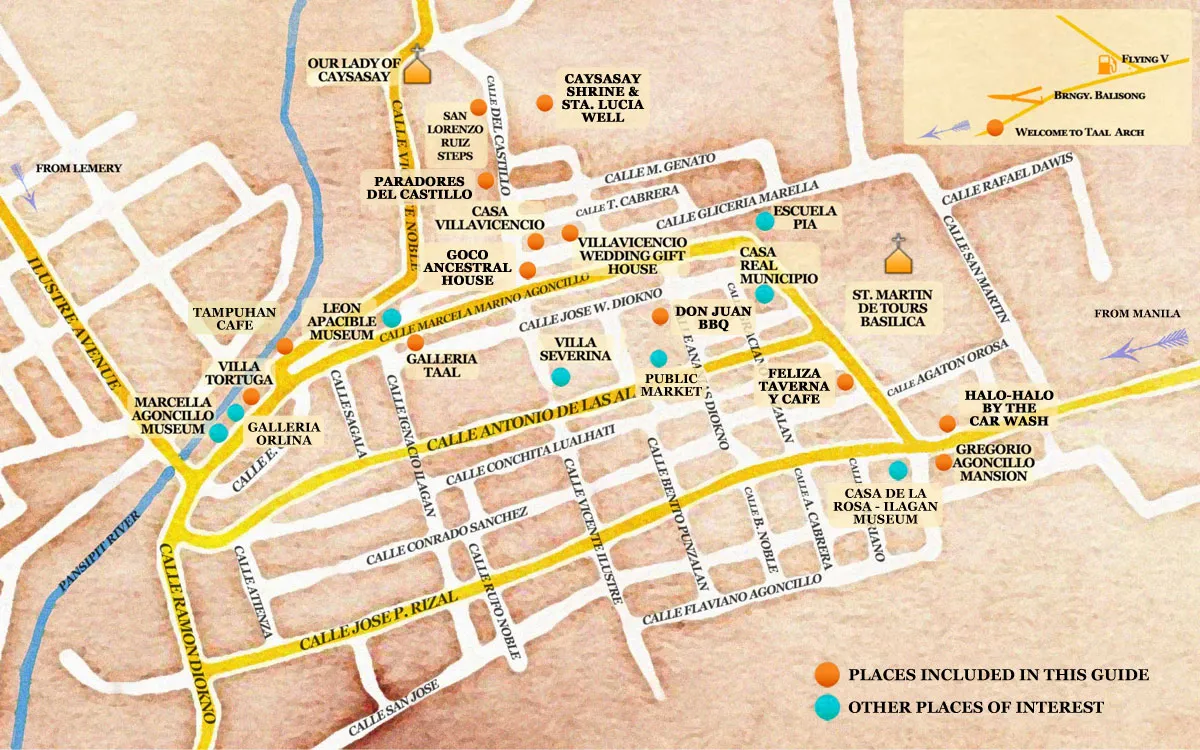 OUR LADY OF
CAYSASAY
CAYSASAY
SHRINE &
STA. LUCIA
WELL
FLYING V
BRNGY. BALISONG
WELCOME TO TAAL ARCH
SAN
LORENZO
RUIZ
STEPS
CALLE DEL CASTILLO
FROM LEMERY
PARADORES
DEL CASTILLO
CALLE M. GENATO
CALLE T. CABRERA
CALLE GLICERIA MARELLA
CALLE RAFAEL DAWIS
CALLE SAN MARTIN
CASA
VILLAVICENCIO
VILLAVICENCIO
WEDDING GIFT
HOUSE
ESCUELA
PIA
CASA
REAL
MUNICIPIO
GOCO
ANCESTRAL
HOUSE
CALLE VI
E NOBLE
ILUSTRE AVENUE
ST. MARTIN
DE TOURS
BASILICA
FROM MANILA
TAMPUHAN
CAFE
LEON
APACIBLE
MUSEUM
CALLE MARCELA MARINO AGONCILLO
CALLE JOSE W. DIOKNO
DON JUAN
BBQ
GALLERIA
TAAL
VILLA
SEVERINA
PUBLIC
MARKET
FELIZA
TAVERNA
Y CAFE
CALLE AGATON OROSA
VILLA
TORTUGA
MARCELLA
AGONCILLO
MUSEUM
GALLERIA
ORLINA
CALLE E.
CALLE SAGALA
CALLE IGNACIO ILAGAN
CALLE ANTONIO DE LAS AL
CALLE CONCHITA LUALHATI
S DIOKNO
HALO-HALO
BY THE
CAR WASH
GREGORIO
AGONCILLO
MANSION
CASA DE LA
ROSA - ILAGAN
MUSEUM
PANSIPIT RIVER
CALLE CONRADO SANCHEZ
CALLE VICENTE ILUSTRE
CALLE BENITO PUNZALAN
CALLE B. NOBLE
CALLE A. CABRERA
CALLE RAMON DIOKNO
CALLE ATIENZA
CALLE JOSE P. RIZAL
CALLE RUFO NOBLE
CALLE FLAVIANO AGONCILLO
CALLE SAN JOSE
PLACES INCLUDED IN THIS GUIDE
OTHER PLACES OF INTEREST